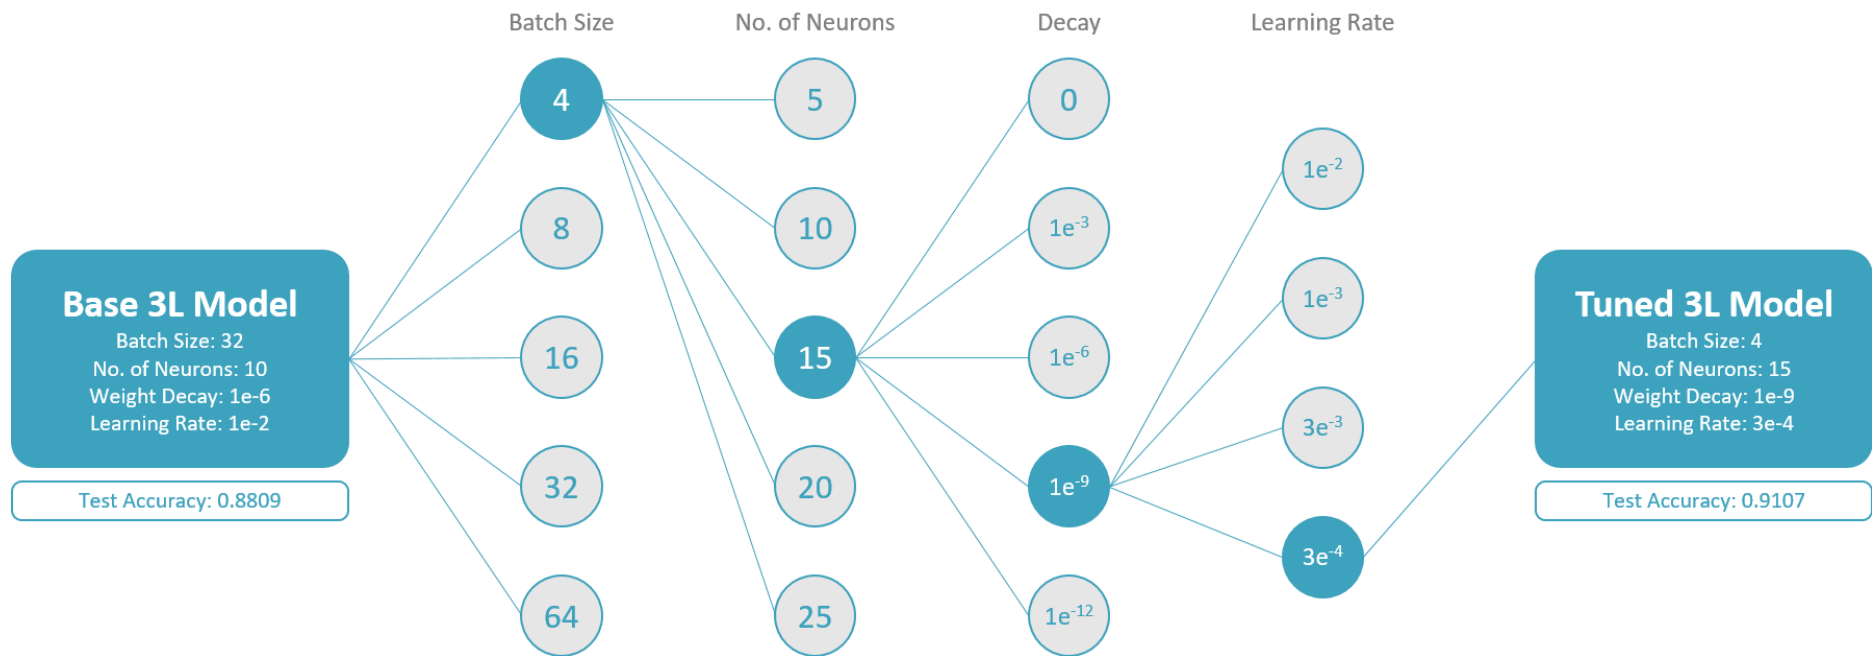 Batch Size
No. of Neurons
Decay
Learning Rate
Base 3L Model
Batch Size: 32
No. of Neurons: 10
Weight Decay: 1e-6
Learning Rate: 1e-2
Test Accuracy: 0.8809
4
8
16
32
64
5
10
15
20
25
0
1e⁻³
1e⁻⁶
1e⁻⁹
1e⁻¹²
1e⁻²
1e⁻³
3e⁻³
3e⁻⁴
Tuned 3L Model
Batch Size: 4
No. of Neurons: 15
Weight Decay: 1e-9
Learning Rate: 3e-4
Test Accuracy: 0.9107